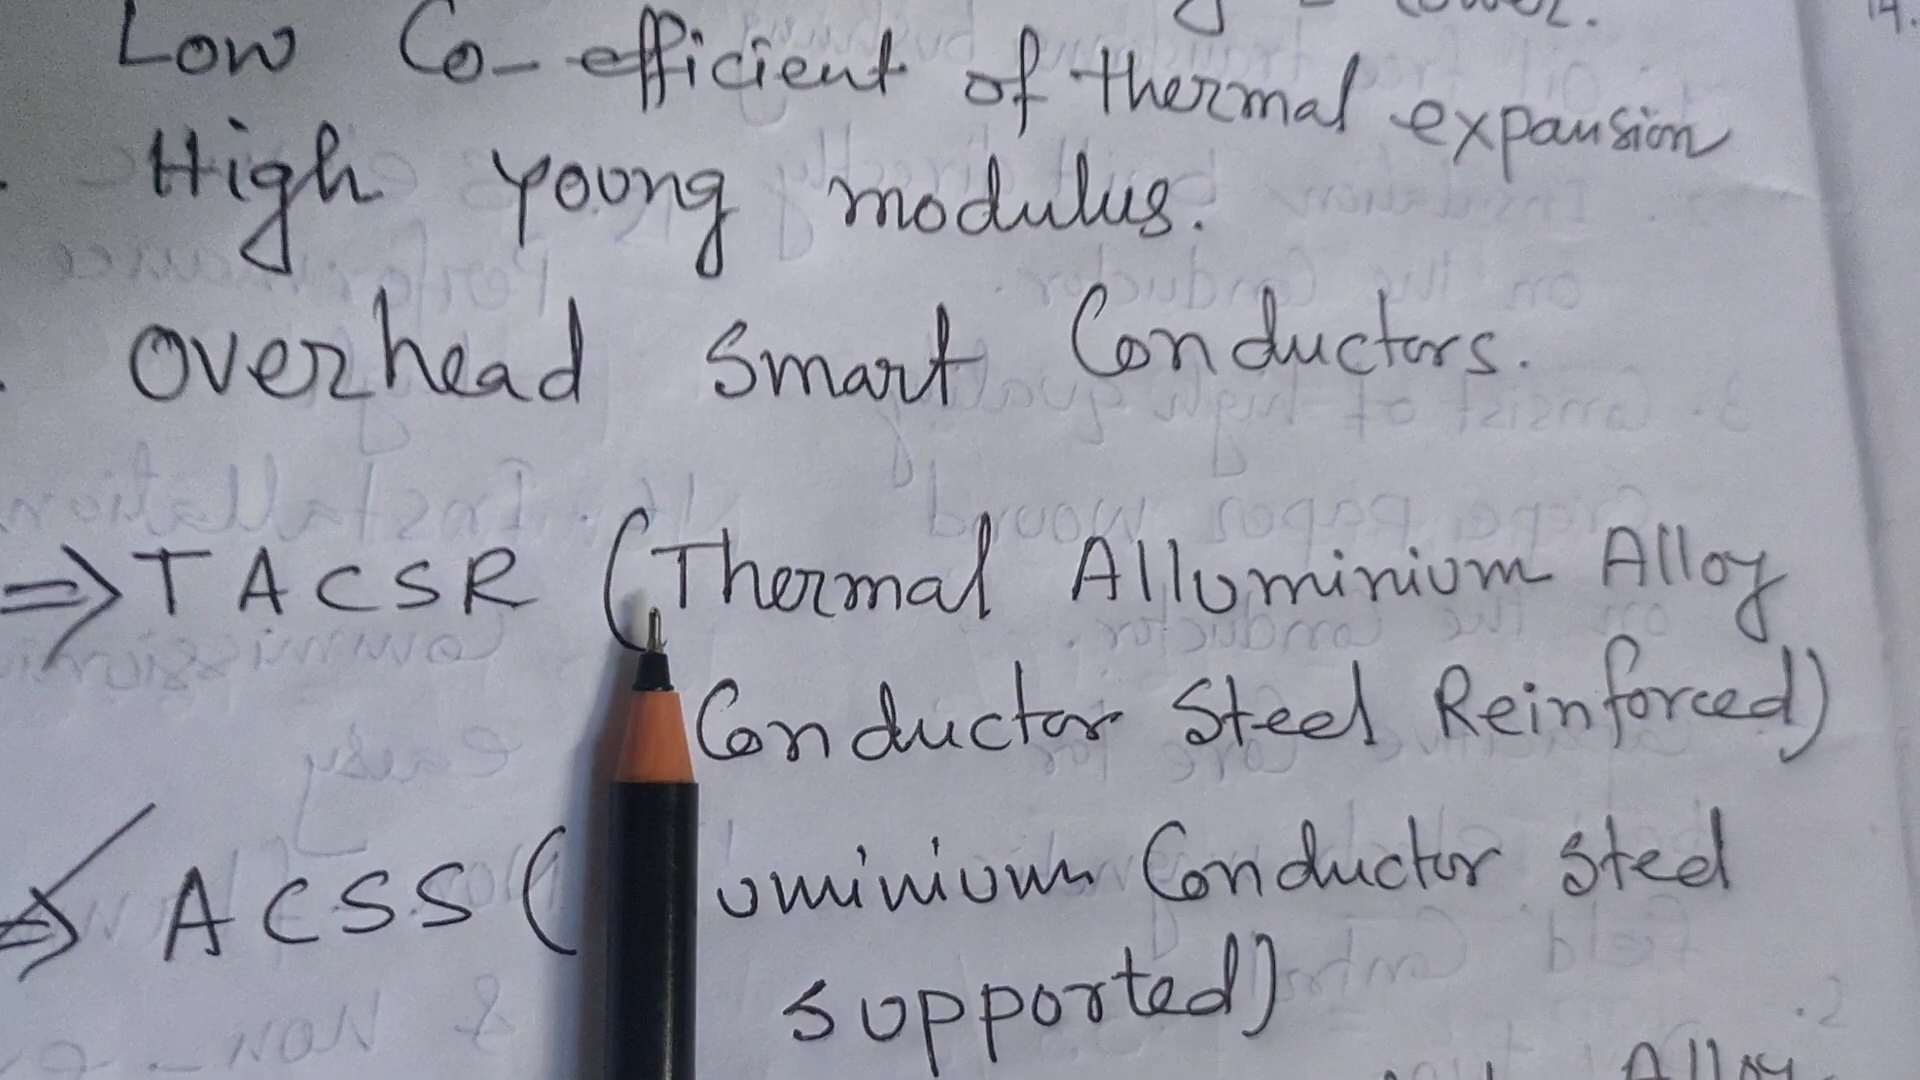 Low Co-efficient of thermal expansion
High young modulus.
Overhead Smart Conductors.
⇒ TACSR (Thermal Alluminium Alloy
Conductor Steel Reinforced)
⇒ ACSS ( uminium Conductor Steel
supported)
Alloy